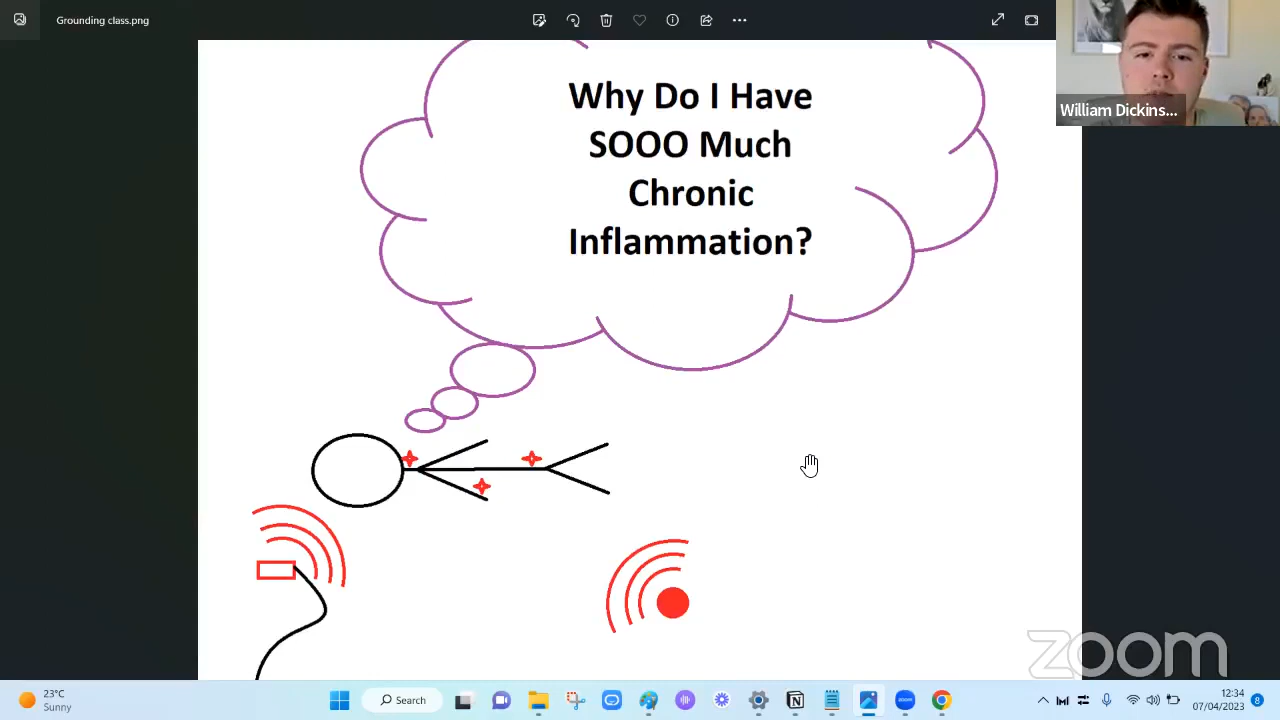 Grounding class.png
William Dickins...
Why Do I Have
SOOO Much
Chronic
Inflammation?
zoom
23°C
Sunny
Search
12:34
07/04/2023
8